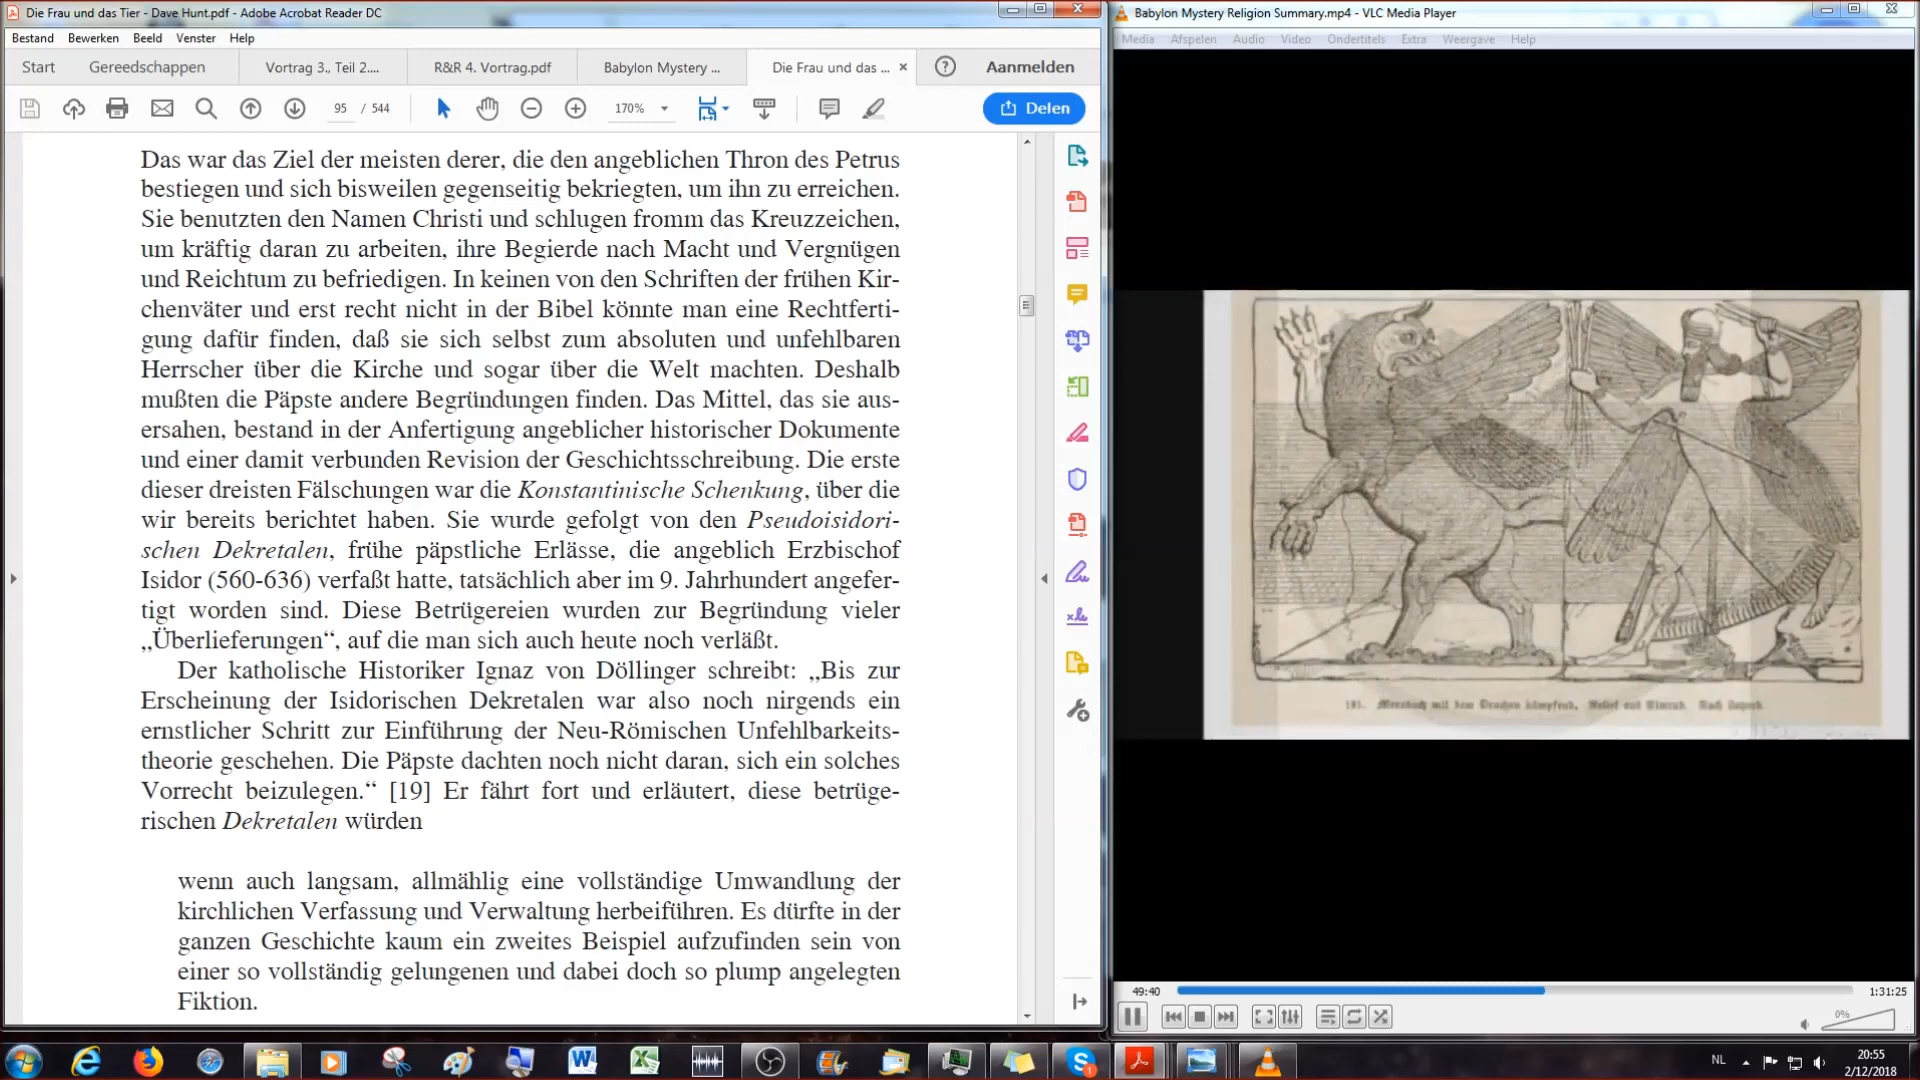 Die Frau und das Tier - Dave Hunt.pdf - Adobe Acrobat Reader DC
Bestand Bewerken Beeld Venster Help
Start Gereedschappen Vortrag 3., Teil 2.... R&R 4. Vortrag.pdf Babylon Mystery ... Die Frau und das ... × Aanmelden
95 / 544 170% Delen
Das war das Ziel der meisten derer, die den angeblichen Thron des Petrus
bestiegen und sich bisweilen gegenseitig bekriegten, um ihn zu erreichen.
Sie benutzten den Namen Christi und schlugen fromm das Kreuzzeichen,
um kräftig daran zu arbeiten, ihre Begierde nach Macht und Vergnügen
und Reichtum zu befriedigen. In keinen von den Schriften der frühen Kir-
chenväter und erst recht nicht in der Bibel könnte man eine Rechtferti-
gung dafür finden, daß sie sich selbst zum absoluten und unfehlbaren
Herrscher über die Kirche und sogar über die Welt machten. Deshalb
mußten die Päpste andere Begründungen finden. Das Mittel, das sie aus-
ersahen, bestand in der Anfertigung angeblicher historischer Dokumente
und einer damit verbunden Revision der Geschichtsschreibung. Die erste
dieser dreisten Fälschungen war die Konstantinische Schenkung, über die
wir bereits berichtet haben. Sie wurde gefolgt von den Pseudoisidori-
schen Dekretalen, frühe päpstliche Erlässe, die angeblich Erzbischof
Isidor (560-636) verfaßt hatte, tatsächlich aber im 9. Jahrhundert angefer-
tigt worden sind. Diese Betrügereien wurden zur Begründung vieler
„Überlieferungen“, auf die man sich auch heute noch verläßt.
Der katholische Historiker Ignaz von Döllinger schreibt: „Bis zur
Erscheinung der Isidorischen Dekretalen war also noch nirgends ein
ernstlicher Schritt zur Einführung der Neu-Römischen Unfehlbarkeits-
theorie geschehen. Die Päpste dachten noch nicht daran, sich ein solches
Vorrecht beizulegen.“ [19] Er fährt fort und erläutert, diese betrüge-
rischen Dekretalen würden
wenn auch langsam, allmählig eine vollständige Umwandlung der
kirchlichen Verfassung und Verwaltung herbeiführen. Es dürfte in der
ganzen Geschichte kaum ein zweites Beispiel aufzufinden sein von
einer so vollständig gelungenen und dabei doch so plump angelegten
Fiktion.
Babylon Mystery Religion Summary.mp4 - VLC Media Player
Media Afspelen Audio Video Ondertitels Extra Weergave Help
181. mit dem Drachen kämpfend. Relief aus Nimrud. Nach
49:40 1:31:25
0%
NL 20:55
2/12/2018